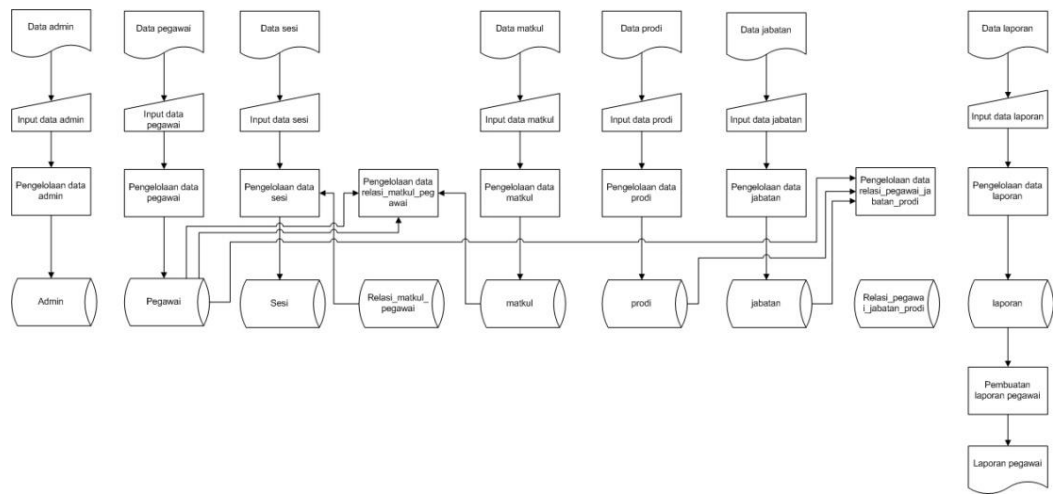 Data admin
Data pegawai
Data sesi
Data matkul
Data prodi
Data jabatan
Data laporan
Input data admin
Input data
pegawai
Input data sesi
Input data matkul
Input data prodi
Input data jabatan
Input data laporan
Pengelolaan data
admin
Pengelolaan data
pegawai
Pengelolaan data
sesi
Pengelolaan data
relasi_matkul_peg
awai
Pengelolaan data
matkul
Pengelolaan data
prodi
Pengelolaan data
jabatan
Pengelolaan data
relasi_pegawai_ja
batan_prodi
Pengelolaan data
laporan
Admin
Pegawai
Sesi
Relasi_matkul_
pegawai
matkul
prodi
jabatan
Relasi_pegawa
i_jabatan_prodi
laporan
Pembuatan
laporan pegawai
Laporan pegawai